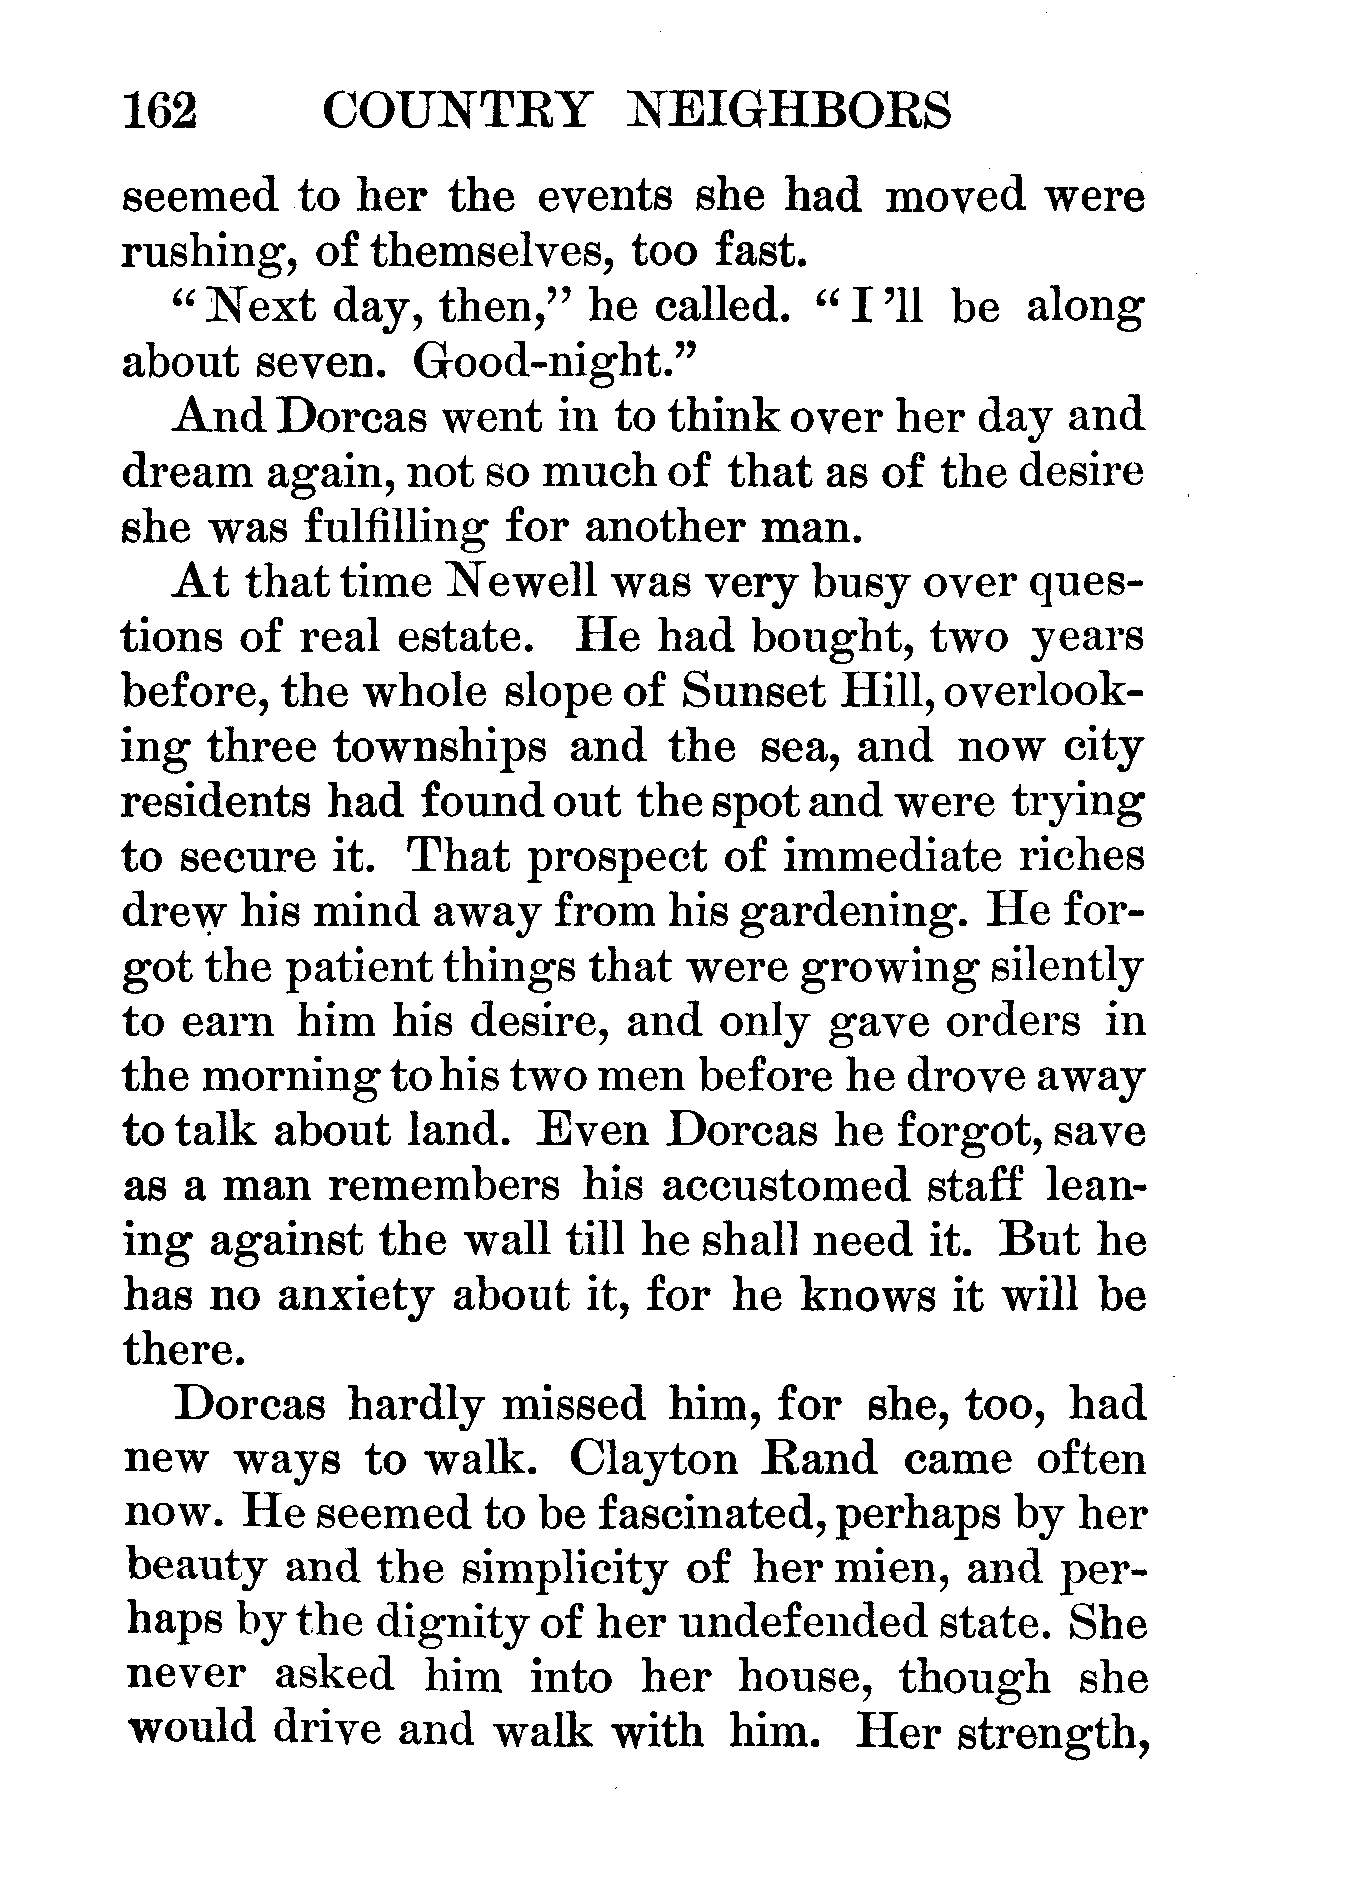 162 COUNTRY NEIGHBORS
seemed to her the events she had moved were
rushing, of themselves, too fast.
"Next day, then," he called. "I 'll be along
about seven. Good-night."
And Dorcas went in to think over her day and
dream again, not so much of that as of the desire
she was fulfilling for another man.
At that time Newell was very busy over ques-
tions of real estate. He had bought, two years
before, the whole slope of Sunset Hill, overlook-
ing three townships and the sea, and now city
residents had found out the spot and were trying
to secure it. That prospect of immediate riches
drew his mind away from his gardening. He for-
got the patient things that were growing silently
to earn him his desire, and only gave orders in
the morning to his two men before he drove away
to talk about land. Even Dorcas he forgot, save
as a man remembers his accustomed staff lean-
ing against the wall till he shall need it. But he
has no anxiety about it, for he knows it will be
there.
Dorcas hardly missed him, for she, too, had
new ways to walk. Clayton Rand came often
now. He seemed to be fascinated, perhaps by her
beauty and the simplicity of her mien, and per-
haps by the dignity of her undefended state. She
never asked him into her house, though she
would drive and walk with him. Her strength,